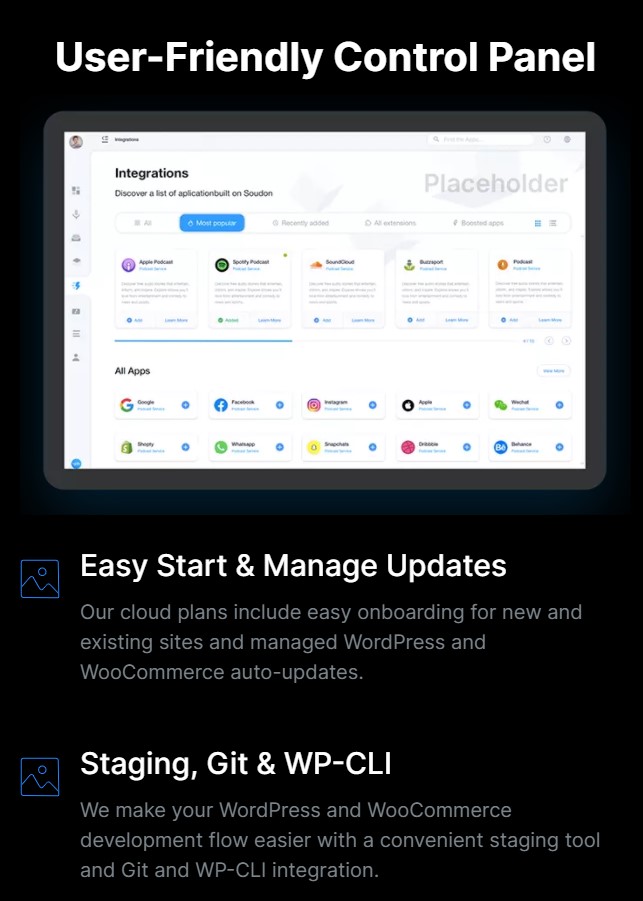 User-Friendly Control Panel
Integrations
Find the Apps...
Integrations
Discover a list of aplicationbuilt on Soudon
Placeholder
All
Most popular
Recently added
All extensions
Boosted apps
Apple Podcast
Podcast Service
Spotify Podcast
Podcast Service
SoundCloud
Podcast Service
Buzzsport
Podcast Service
Podcast
Podcast Service
Add
Learn More
Added
Learn More
Add
Learn More
Add
Learn More
Add
Learn More
All Apps
View More
Google
Podcast Service
Facebook
Podcast Service
Instagram
Podcast Service
Apple
Podcast Service
Wechat
Podcast Service
Shopty
Podcast Service
Whatsapp
Podcast Service
Snapchats
Podcast Service
Dribbble
Podcast Service
Behance
Podcast Service
Easy Start & Manage Updates
Our cloud plans include easy onboarding for new and
existing sites and managed WordPress and
WooCommerce auto-updates.
Staging, Git & WP-CLI
We make your WordPress and WooCommerce
development flow easier with a convenient staging tool
and Git and WP-CLI integration.